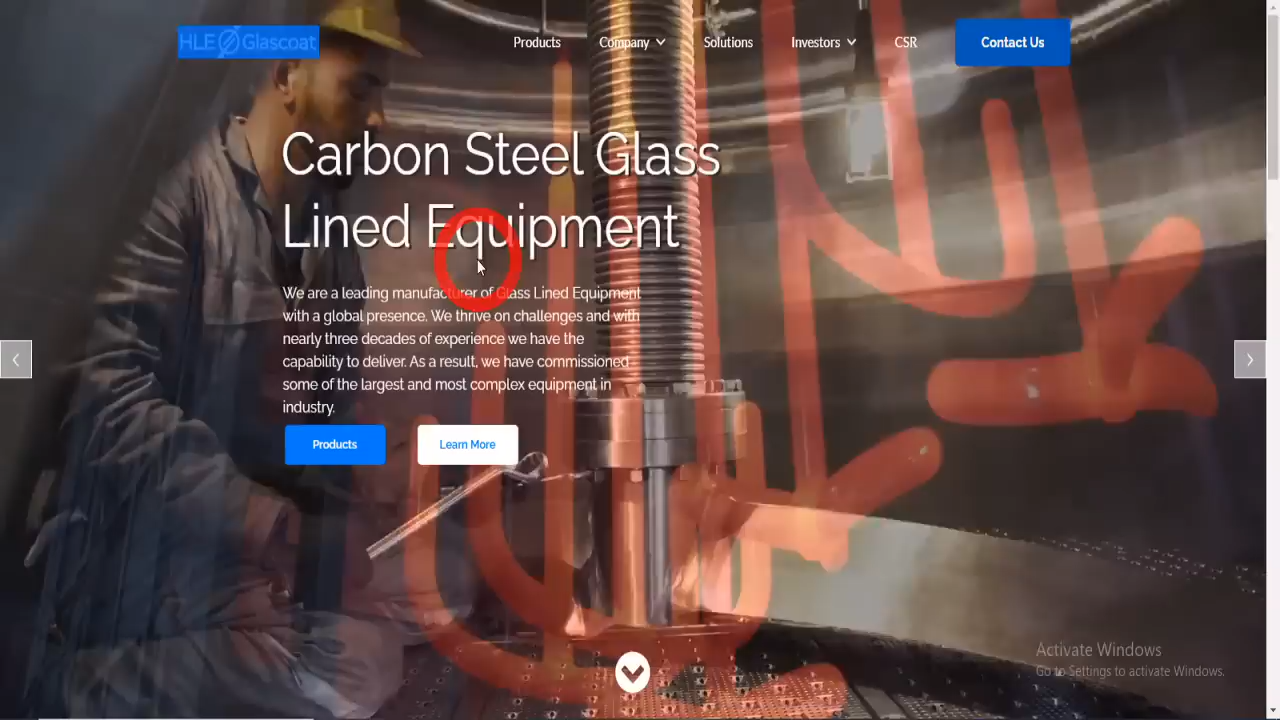 HLE Glascoat
Products
Company
Solutions
Investors
CSR
Contact Us
Carbon Steel Glass
Lined Equipment
We are a leading manufacturer of Glass Lined Equipment
with a global presence. We thrive on challenges and with
nearly three decades of experience we have the
capability to deliver. As a result, we have commissioned
some of the largest and most complex equipment in
industry.
Products
Learn More
Activate Windows
Go to Settings to activate Windows.